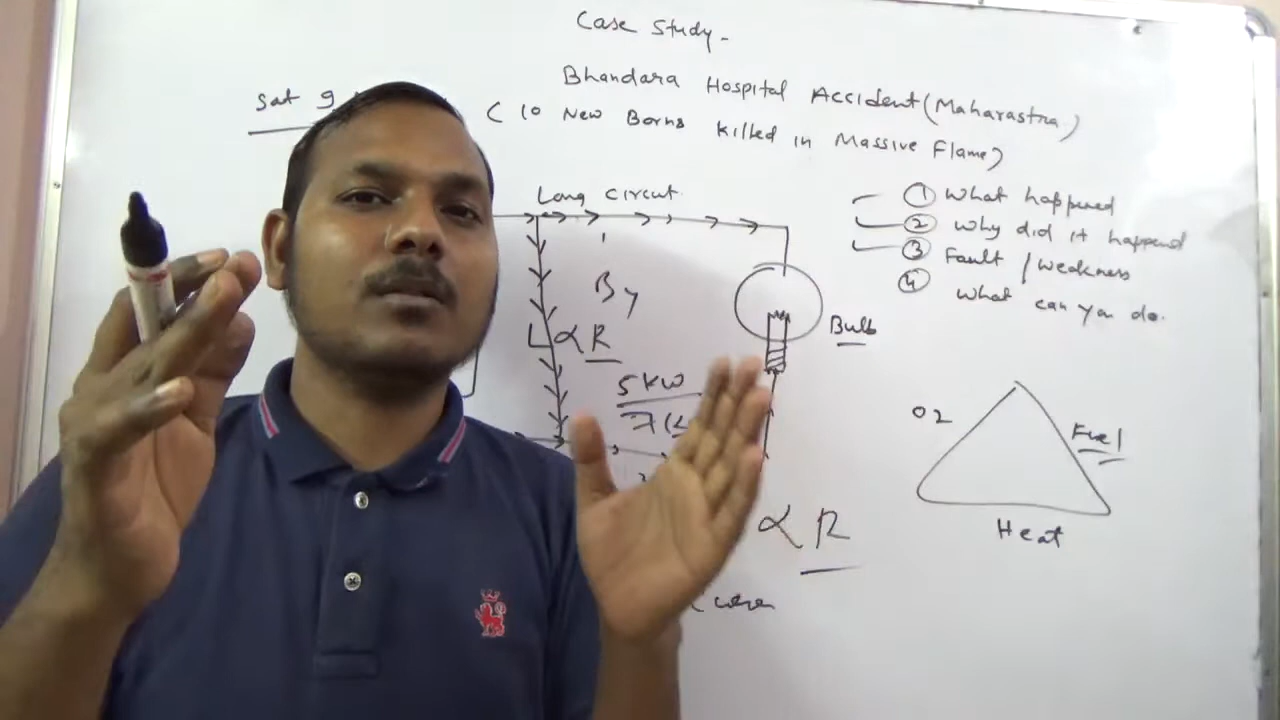 Case Study-
Bhandara Hospital Accident (Maharastra)
Sat 9
( 10 New Borns killed in Massive Flame)
Long circuit
① What happened
② Why did it happend
③ Fault / weakness
④ What can you do.
By
L ∝ R
Bulb
5 KW
O2
Fuel
∝ R
Heat